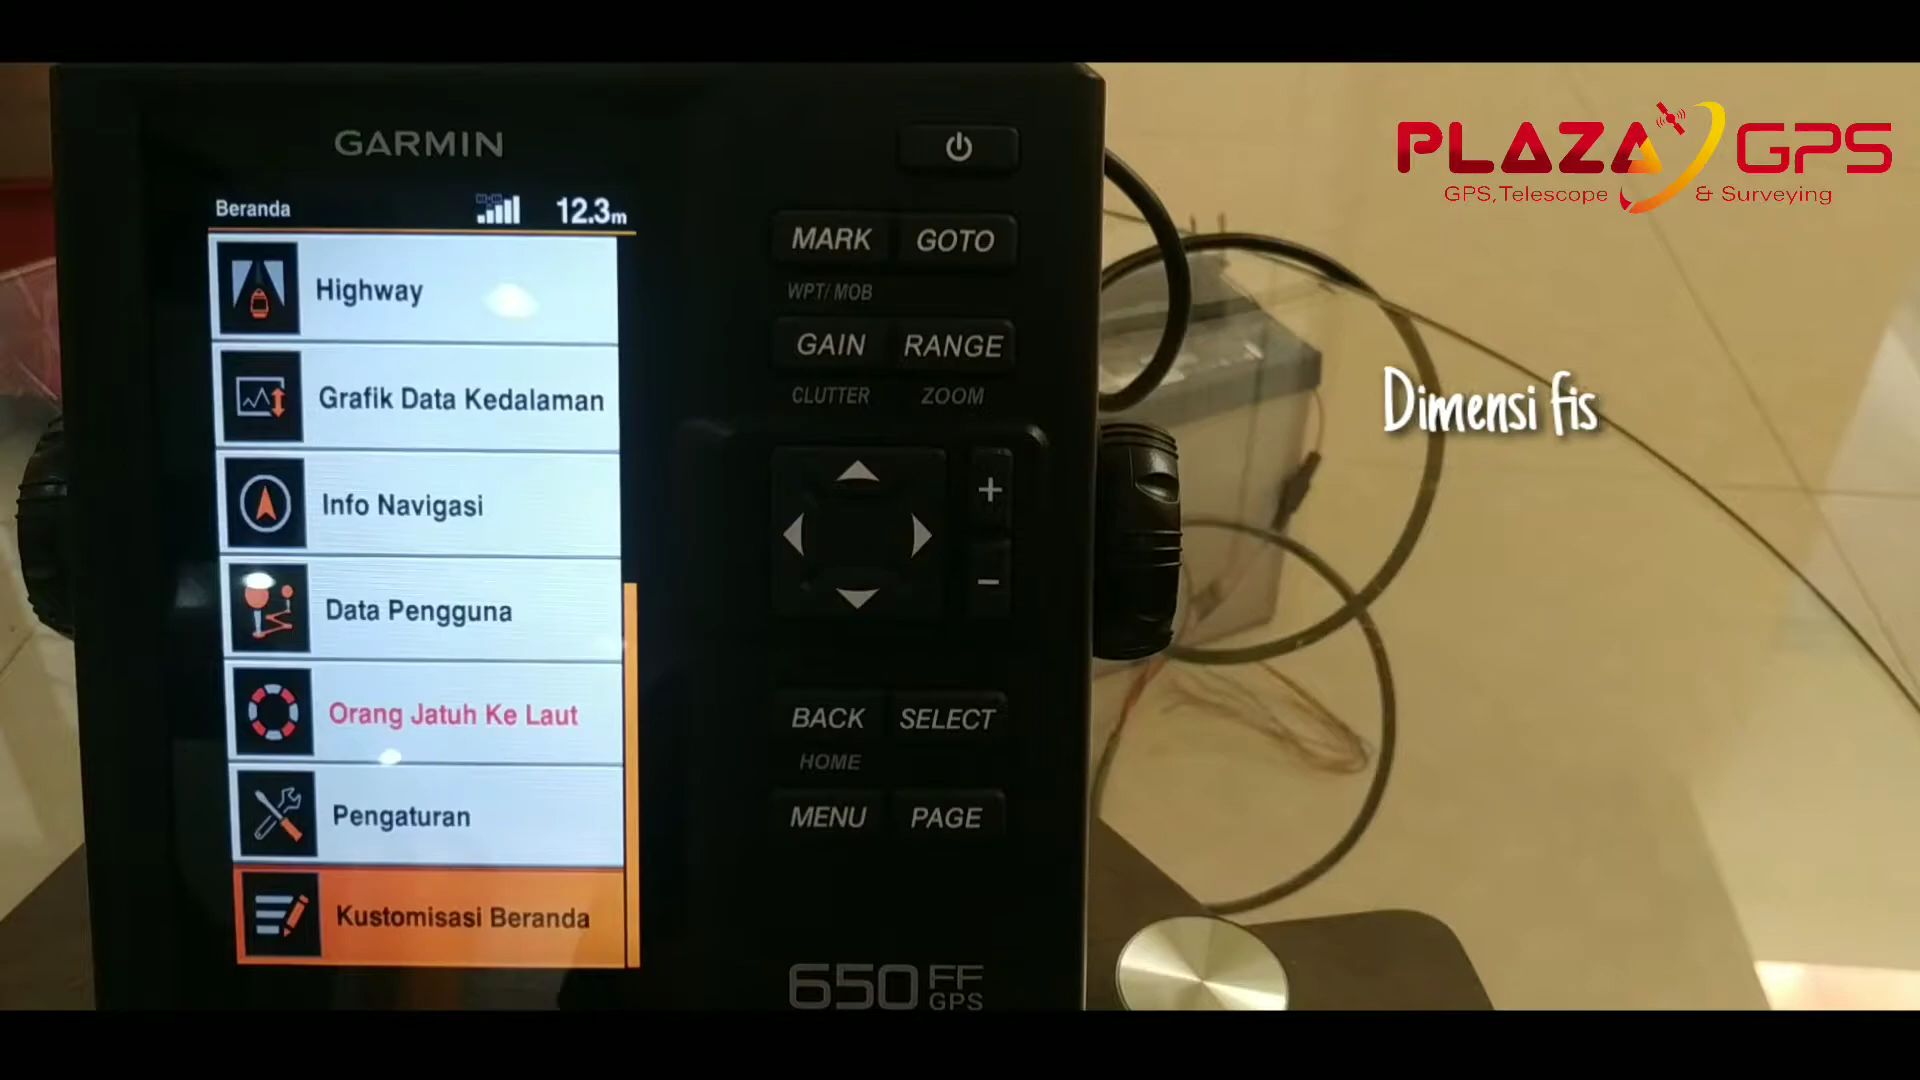 GARMIN
Beranda
12.3m
Highway
Grafik Data Kedalaman
Info Navigasi
Data Pengguna
Orang Jatuh Ke Laut
Pengaturan
Kustomisasi Beranda
MARK GOTO
WPT/ MOB
GAIN RANGE
CLUTTER ZOOM
+
−
BACK SELECT
HOME
MENU PAGE
650 FF
GPS
PLAZA GPS
GPS, Telescope & Surveying
Dimensi fis